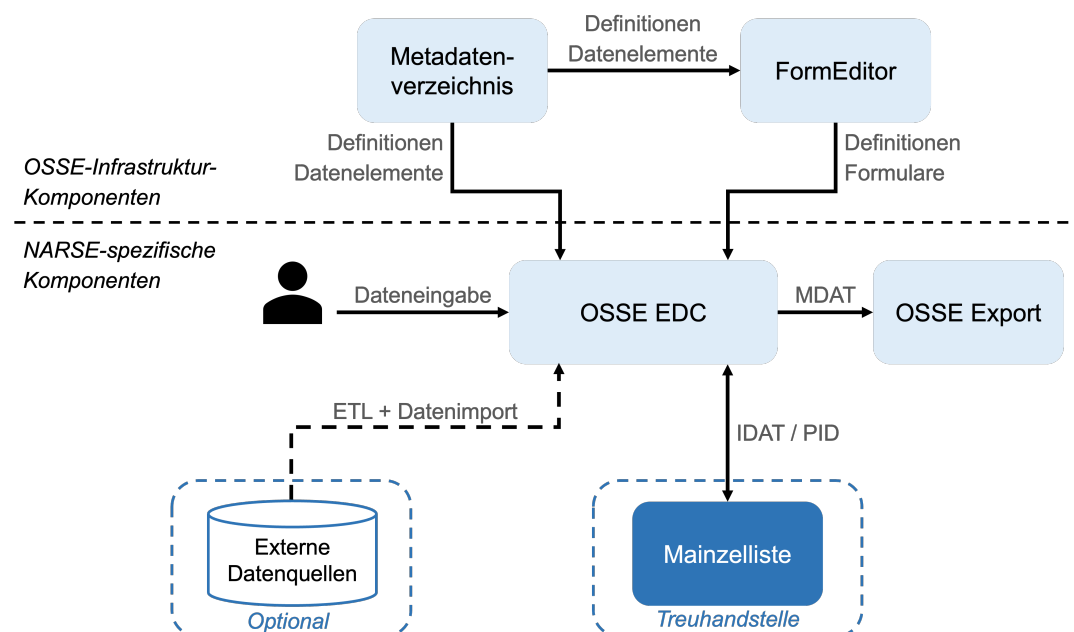 Definitionen
Datenelemente
Metadaten-
verzeichnis
FormEditor
Definitionen
Datenelemente
Definitionen
Formulare
OSSE-Infrastruktur-
Komponenten
NARSE-spezifische
Komponenten
Dateneingabe
OSSE EDC
MDAT
OSSE Export
ETL + Datenimport
IDAT / PID
Externe
Datenquellen
Optional
Mainzelliste
Treuhandstelle